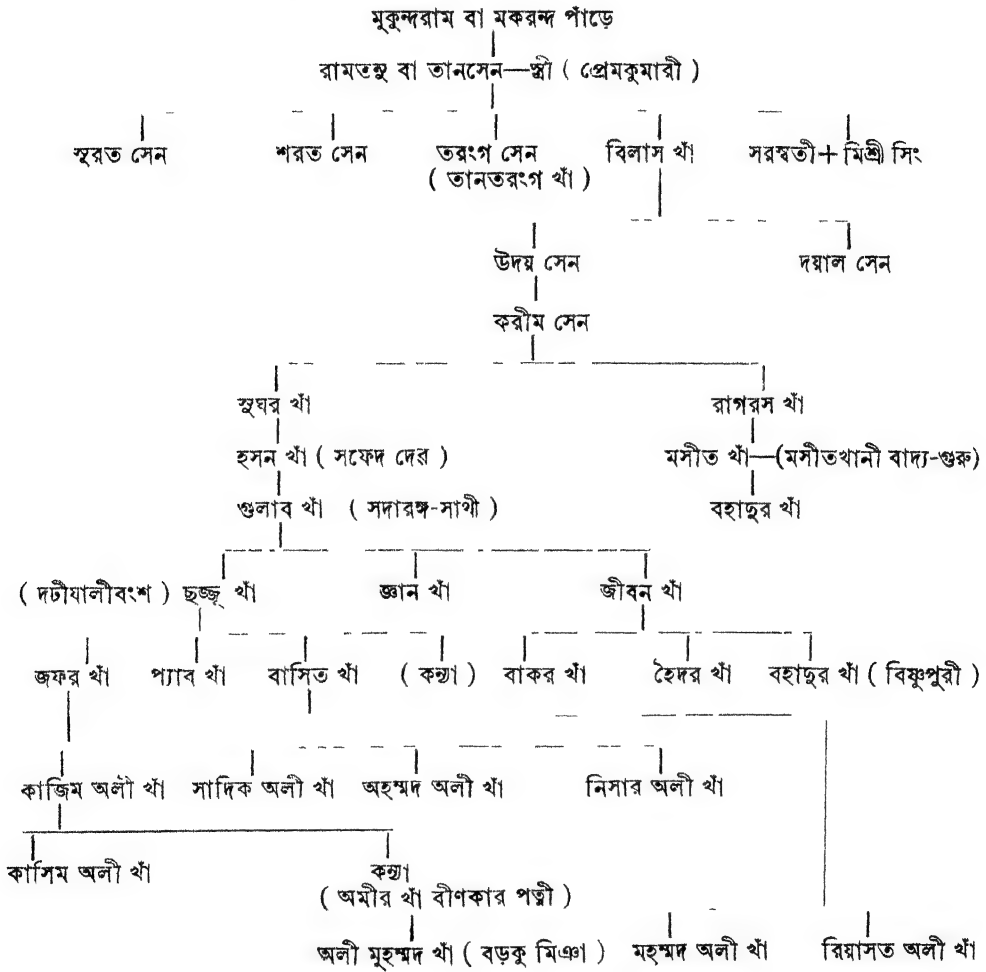 মুকুন্দরাম বা মকরন্দ পাঁড়ে
রামতনু বা তানসেন—স্ত্রী ( প্রেমকুমারী )
সুরত সেন শরত সেন তরংগ সেন বিলাস খাঁ সরস্বতী + মিশ্রী সিং
( তানতরংগ খাঁ )
উদয় সেন দয়াল সেন
করীম সেন
সুঘর খাঁ রাগরস খাঁ
হসন খাঁ ( সফেদ দেব ) মসীত খাঁ—(মসীতখানী বাদ্য-গুরু)
গুলাব খাঁ ( সদারঙ্গ-সাথী ) বহাদুর খাঁ
( দটীযালীবংশ ) ছজ্জূ খাঁ জ্ঞান খাঁ জীবন খাঁ
জফর খাঁ প্যাব খাঁ বাসিত খাঁ ( কন্যা ) বাকর খাঁ হৈদর খাঁ বহাদুর খাঁ ( বিষ্ণুপুরী )
কাজিম অলী খাঁ সাদিক অলী খাঁ অহম্মদ অলী খাঁ নিসার অলী খাঁ
কাসিম অলী খাঁ কন্যা
( অমীর খাঁ বীণকার পত্নী )
অলী মুহম্মদ খাঁ ( বড়কু মিঞা ) মহম্মদ অলী খাঁ রিয়াসত অলী খাঁ